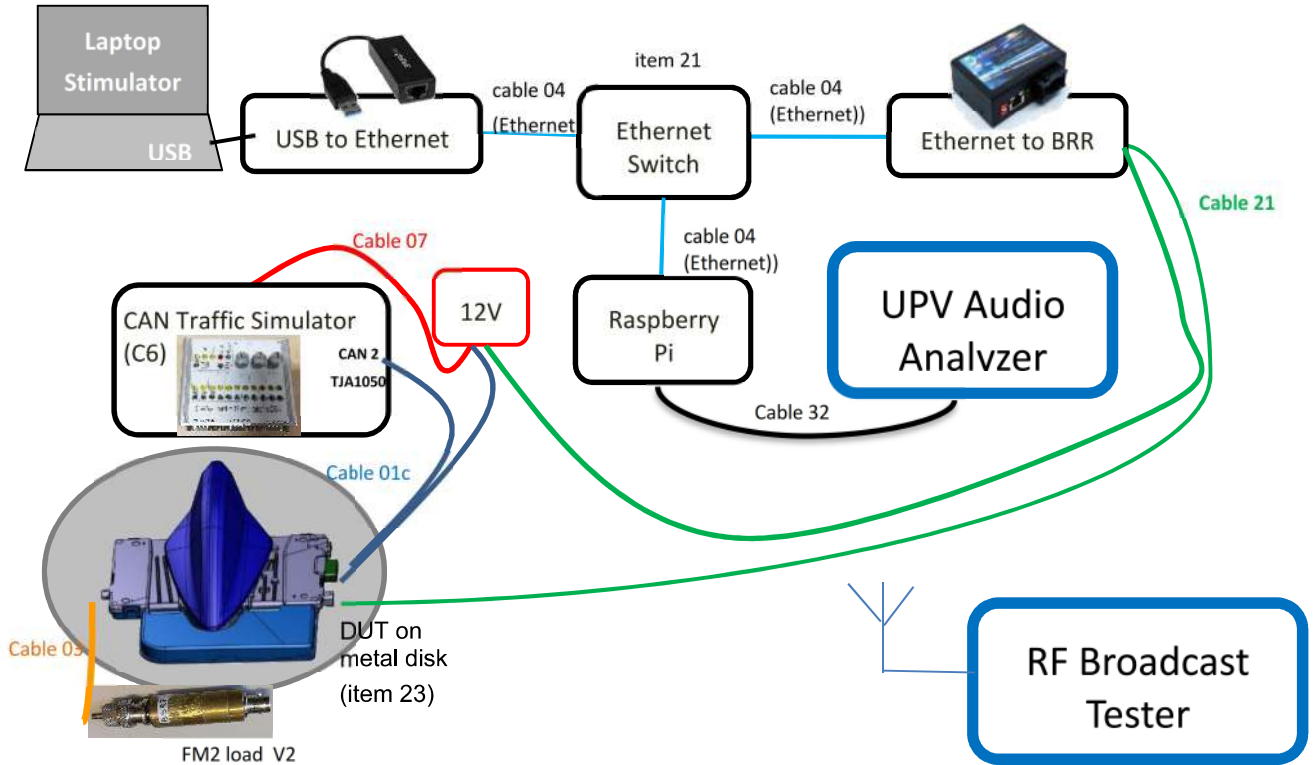 Laptop
Stimulator
USB
USB to Ethernet
cable 04
(Ethernet
item 21
Ethernet
Switch
cable 04
(Ethernet))
Ethernet to BRR
Cable 21
cable 04
(Ethernet))
Cable 07
12V
CAN Traffic Simulator
(C6)
CAN 2
TJA1050
Raspberry
Pi
UPV Audio
Analvzer
Cable 32
Cable 01c
Cable 03
DUT on
metal disk
(item 23)
FM2 load V2
RF Broadcast
Tester